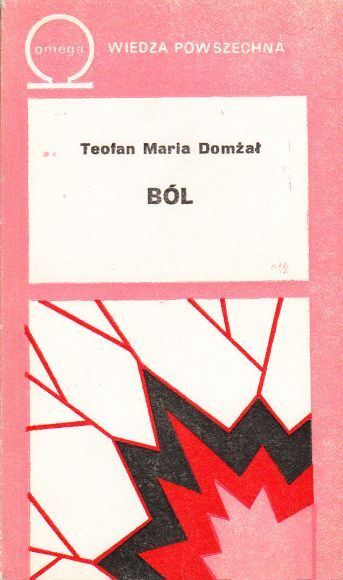 omega WIEDZA POWSZECHNA
Teofan Maria Domżał
BÓL